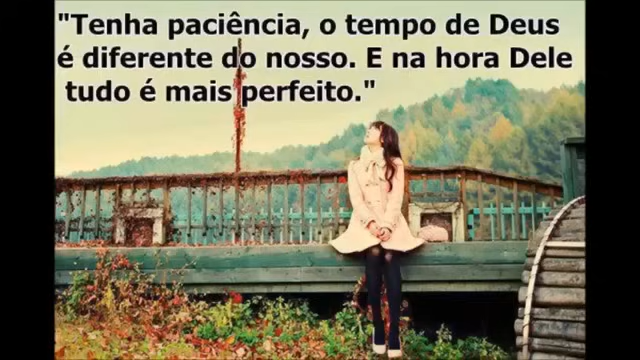 "Tenha paciência, o tempo de Deus
é diferente do nosso. E na hora Dele
tudo é mais perfeito."